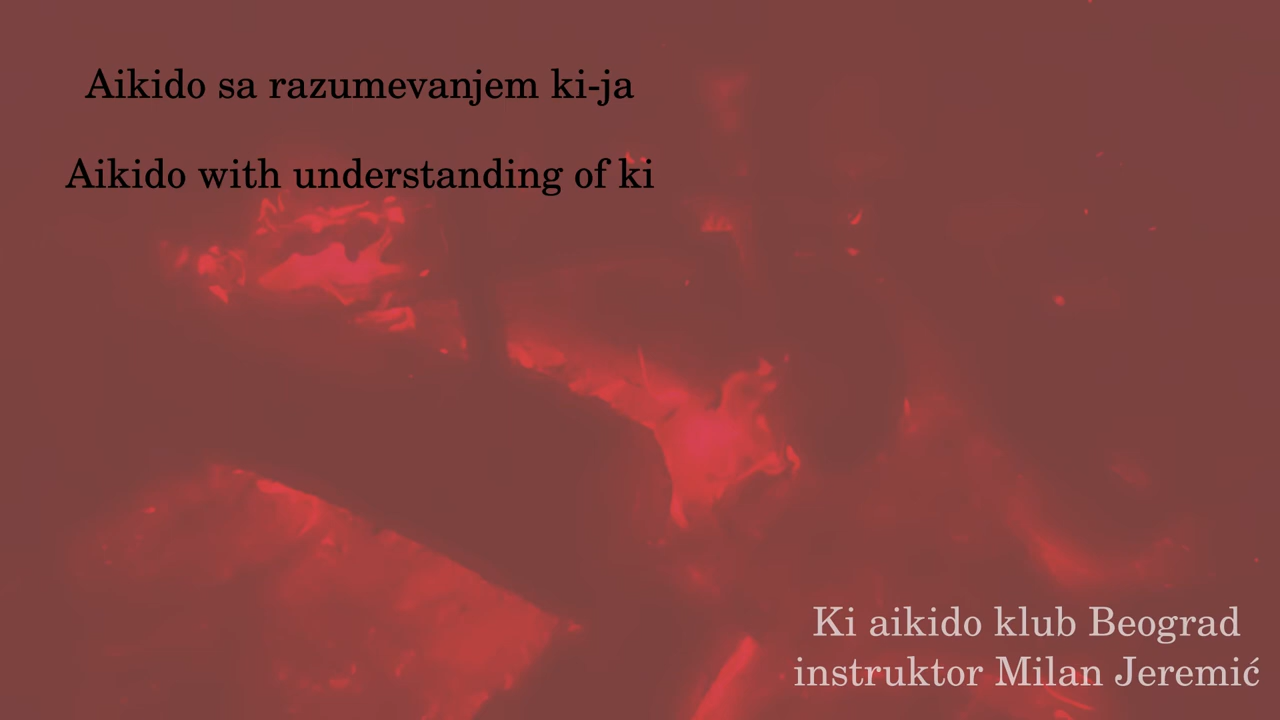 Aikido sa razumevanjem ki-ja
Aikido with understanding of ki
Ki aikido klub Beograd
instruktor Milan Jeremić